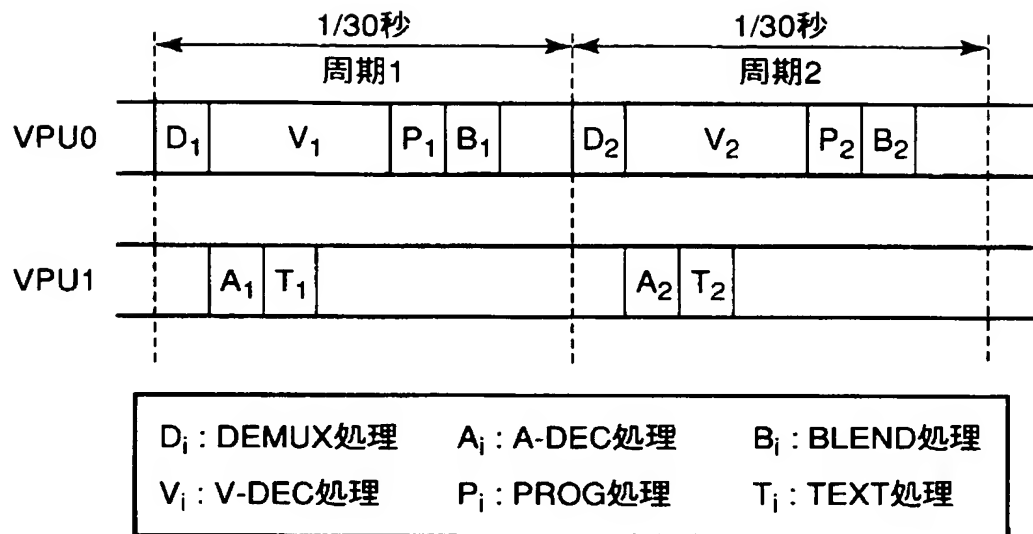 1/30秒 1/30秒
周期1 周期2
VPU0 D₁ V₁ P₁ B₁ D₂ V₂ P₂ B₂
VPU1 A₁ T₁ A₂ T₂
Dᵢ : DEMUX処理 Aᵢ : A-DEC処理 Bᵢ : BLEND処理
Vᵢ : V-DEC処理 Pᵢ : PROG処理 Tᵢ : TEXT処理